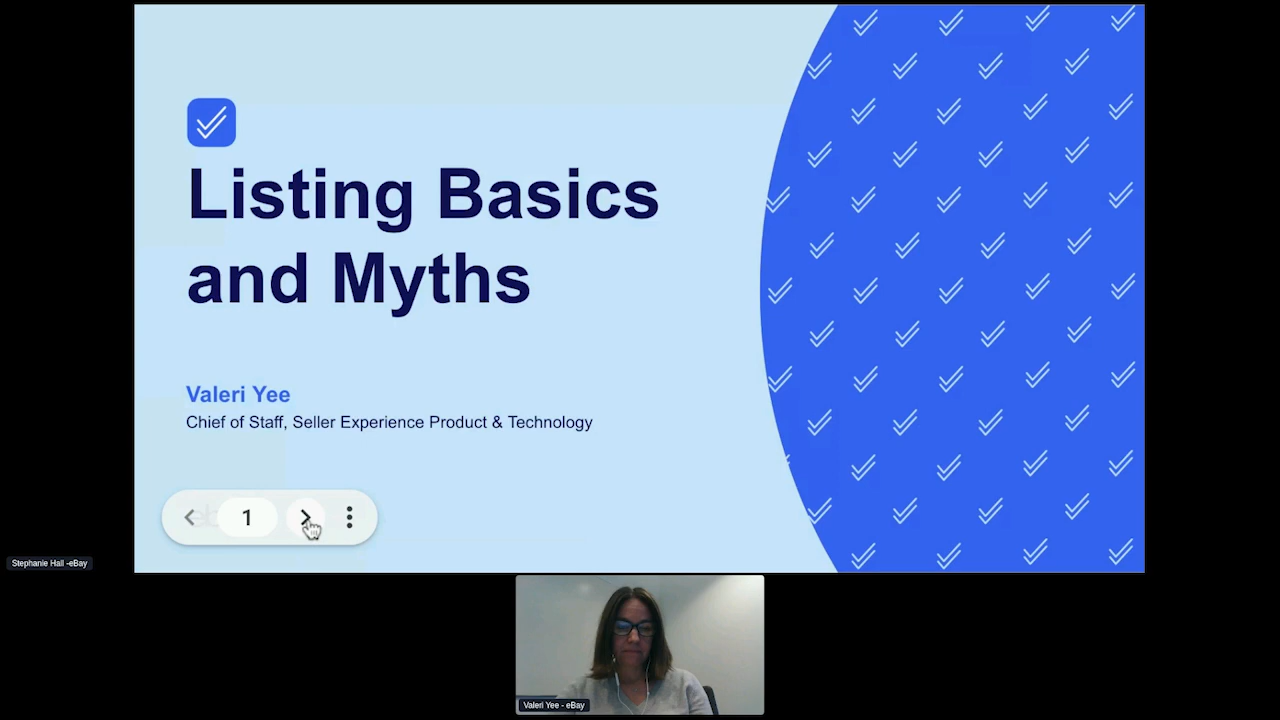 Listing Basics
and Myths
Valeri Yee
Chief of Staff, Seller Experience Product & Technology
1
Stephanie Hall -eBay
Valeri Yee - eBay